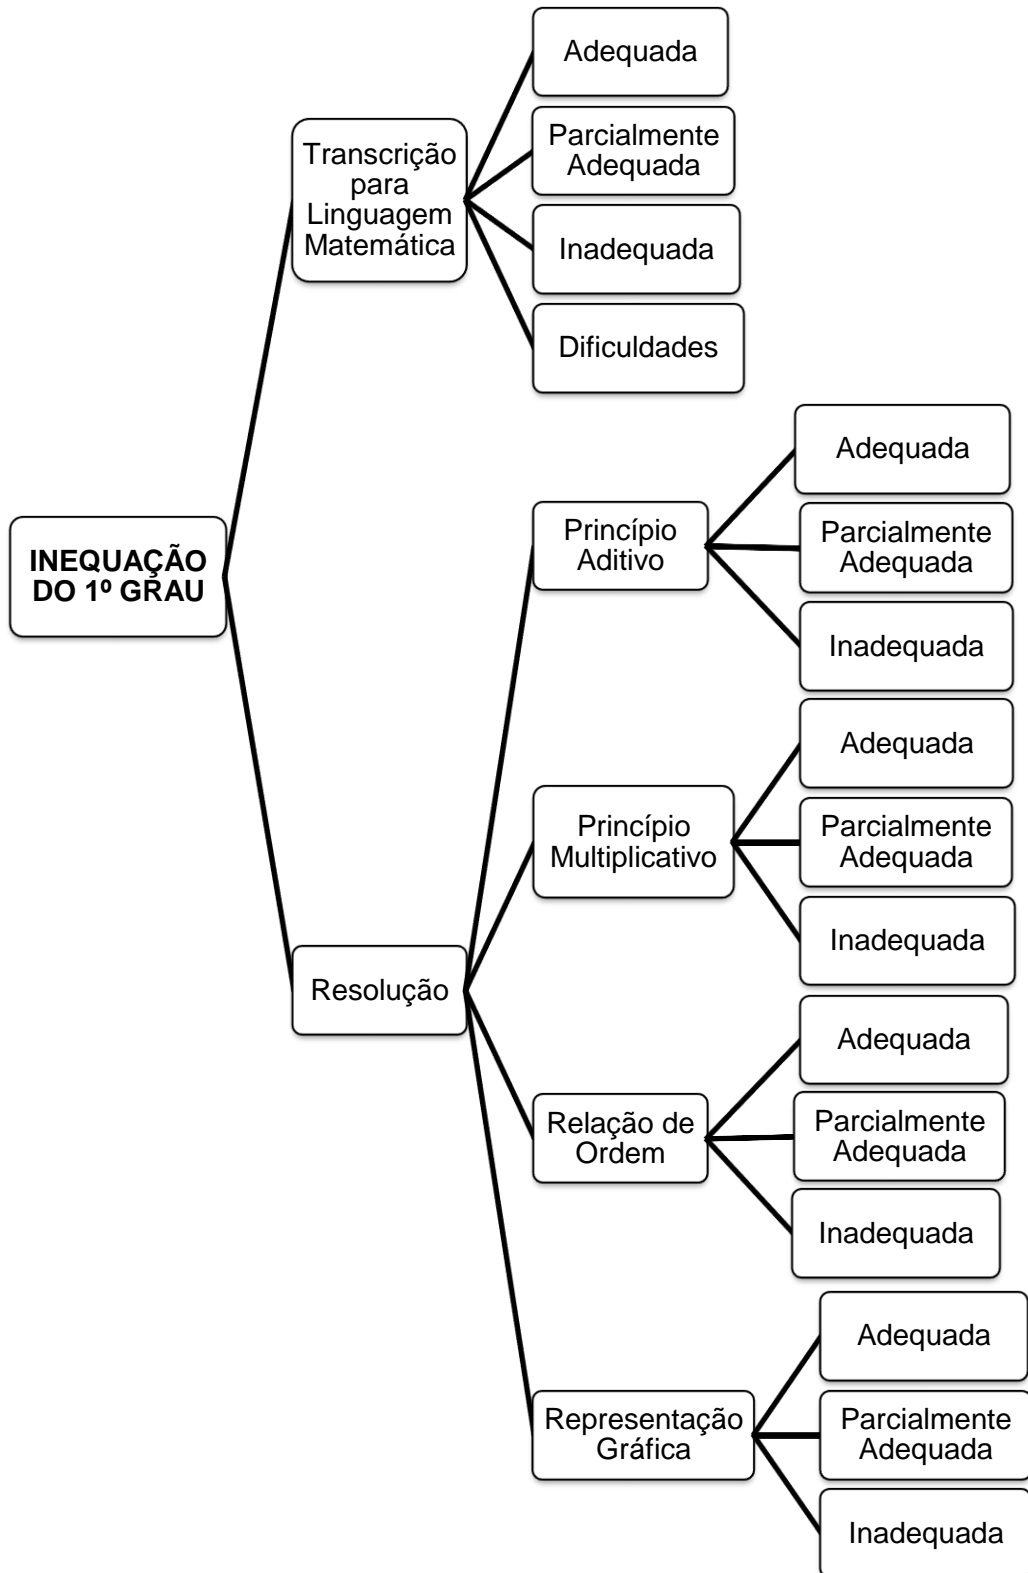 INEQUAÇÃO
DO 1º GRAU
Transcrição
para
Linguagem
Matemática
Adequada
Parcialmente
Adequada
Inadequada
Dificuldades
Resolução
Princípio
Aditivo
Adequada
Parcialmente
Adequada
Inadequada
Princípio
Multiplicativo
Adequada
Parcialmente
Adequada
Inadequada
Relação de
Ordem
Adequada
Parcialmente
Adequada
Inadequada
Representação
Gráfica
Adequada
Parcialmente
Adequada
Inadequada